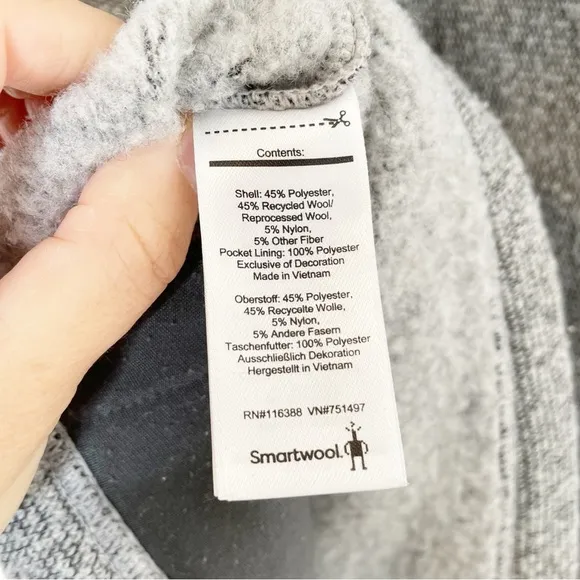 Contents:
Shell: 45% Polyester,
45% Recycled Wool/
Reprocessed Wool,
5% Nylon,
5% Other Fiber
Pocket Lining: 100% Polyester
Exclusive of Decoration
Made in Vietnam
Oberstoff: 45% Polyester,
45% Recycelte Wolle,
5% Nylon,
5% Andere Fasern
Taschenfutter: 100% Polyester
Ausschließlich Dekoration
Hergestellt in Vietnam
RN#116388 VN#751497
Smartwool.